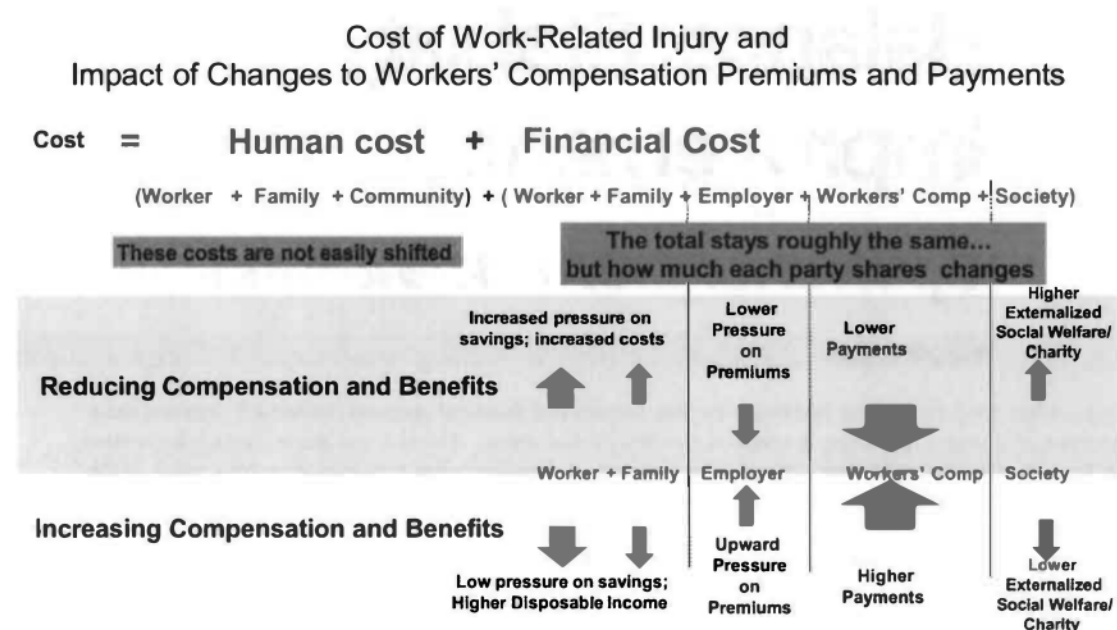 Cost of Work-Related Injury and
Impact of Changes to Workers' Compensation Premiums and Payments
Cost = Human cost + Financial Cost
(Worker + Family + Community) + ( Worker + Family + Employer + Workers' Comp + Society)
These costs are not easily shifted
The total stays roughly the same...
but how much each party shares changes
Increased pressure on
savings; increased costs
Lower
Pressure
on
Premiums
Lower
Payments
Higher
Externalized
Social Welfare/
Charity
Reducing Compensation and Benefits
Worker + Family Employer Workers' Comp Society
Increasing Compensation and Benefits
Low pressure on savings;
Higher Disposable Income
Upward
Pressure
on
Premiums
Higher
Payments
Lower
Externalized
Social Welfare/
Charity